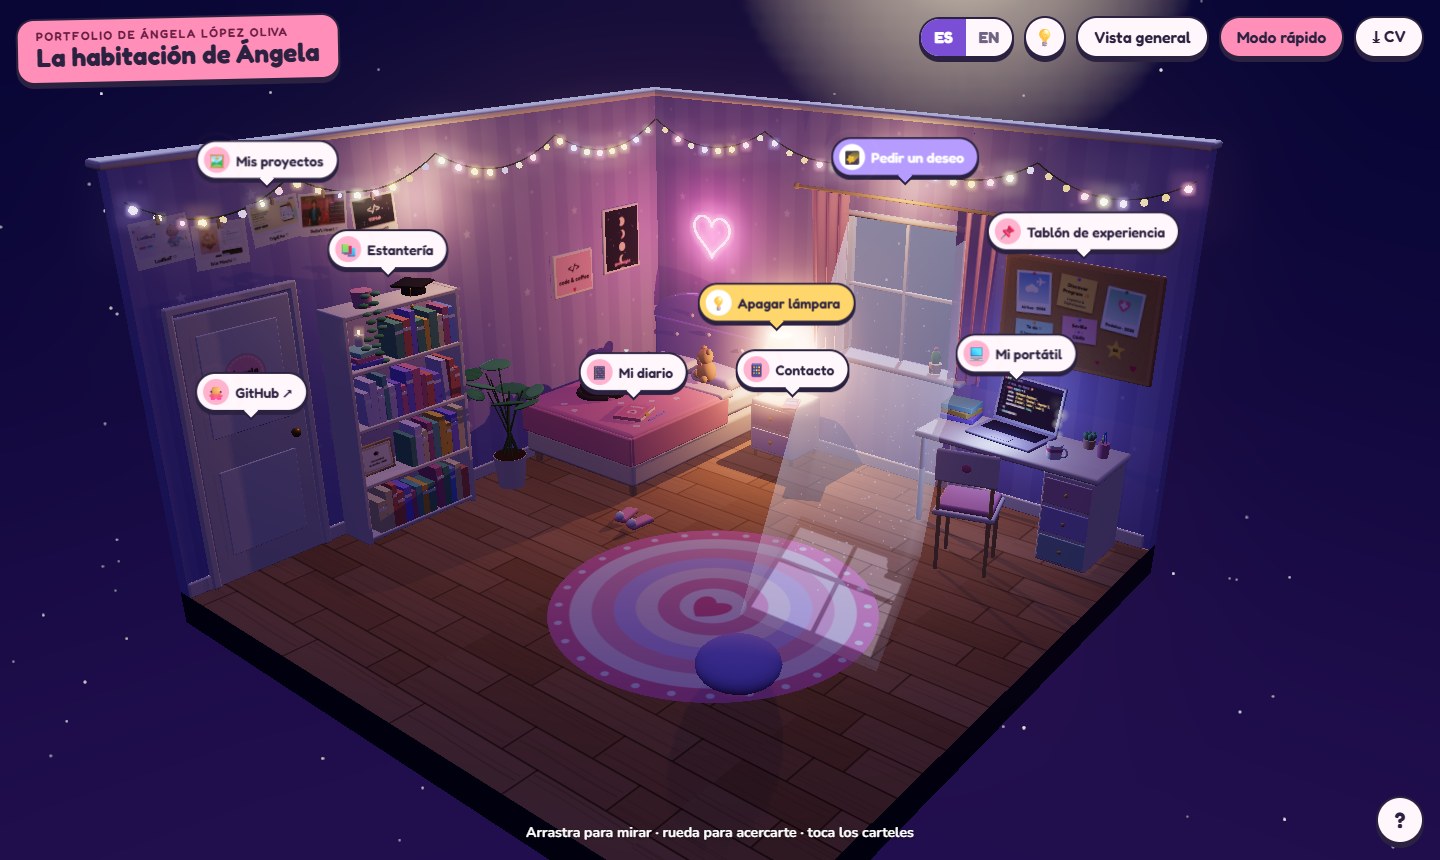 PORTFOLIO DE ÁNGELA LÓPEZ OLIVA
La habitación de Ángela
ES
EN
Vista general
Modo rápido
⤓ CV
Mis proyectos
Pedir un deseo
Estantería
Tablón de experiencia
Apagar lámpara
Mi diario
Contacto
Mi portátil
GitHub ↗
</>
code & coffee
Arrastra para mirar · rueda para acercarte · toca los carteles
?